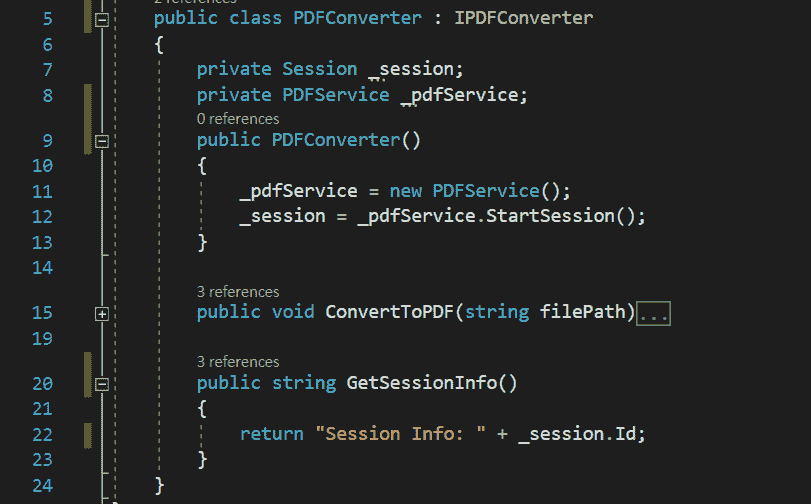 2 references
5 public class PDFConverter : IPDFConverter
6 {
7 private Session _session;
8 private PDFService _pdfService;
0 references
9 public PDFConverter()
10 {
11 _pdfService = new PDFService();
12 _session = _pdfService.StartSession();
13 }
14
3 references
15 public void ConvertToPDF(string filePath)...
19
3 references
20 public string GetSessionInfo()
21 {
22 return "Session Info: " + _session.Id;
23 }
24 }
}